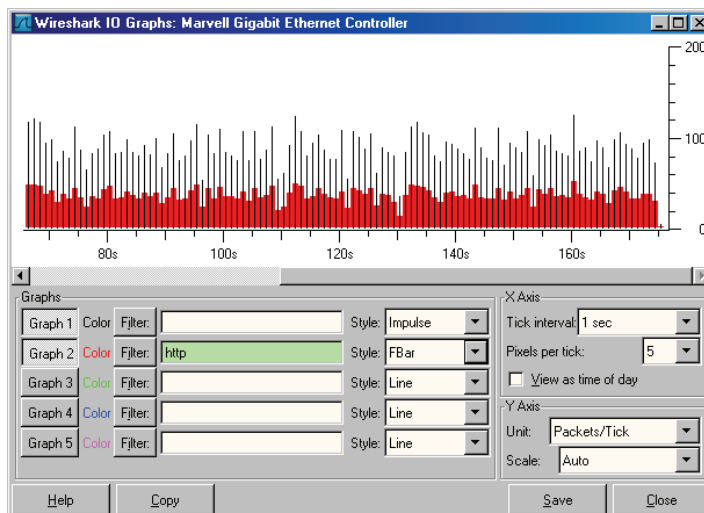 Wireshark IO Graphs: Marvell Gigabit Ethernet Controller
200
100
0
80s 100s 120s 140s 160s
Graphs
Graph 1 Color Filter: Style: Impulse
Graph 2 Color Filter: http Style: FBar
Graph 3 Color Filter: Style: Line
Graph 4 Color Filter: Style: Line
Graph 5 Color Filter: Style: Line
X Axis
Tick interval: 1 sec
Pixels per tick: 5
View as time of day
Y Axis
Unit: Packets/Tick
Scale: Auto
Help Copy Save Close